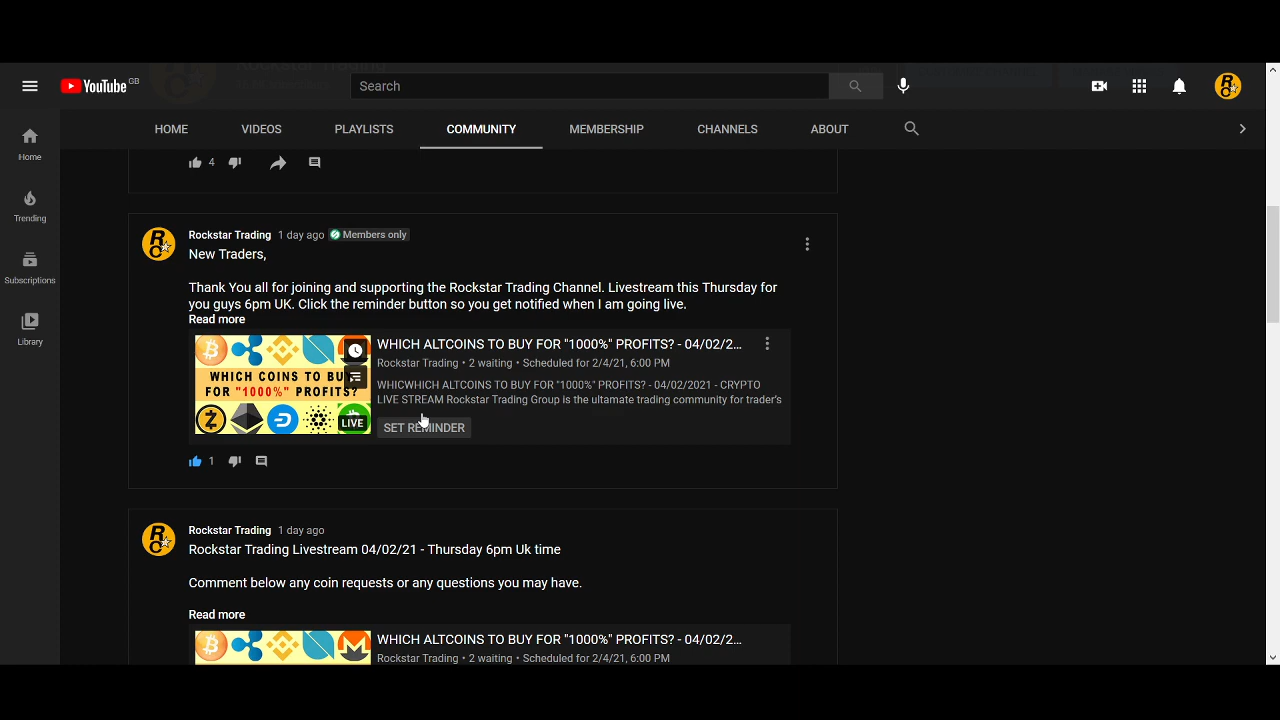 YouTube GB
Search
HOME VIDEOS PLAYLISTS COMMUNITY MEMBERSHIP CHANNELS ABOUT
Home
Trending
Subscriptions
Library
4
Rockstar Trading 1 day ago Members only
New Traders,
Thank You all for joining and supporting the Rockstar Trading Channel. Livestream this Thursday for
you guys 6pm UK. Click the reminder button so you get notified when I am going live.
Read more
WHICH COINS TO BUY
FOR "1000%" PROFITS?
LIVE
WHICH ALTCOINS TO BUY FOR "1000%" PROFITS? - 04/02/2...
Rockstar Trading • 2 waiting • Scheduled for 2/4/21, 6:00 PM
WHICWHICH ALTCOINS TO BUY FOR "1000%" PROFITS? - 04/02/2021 - CRYPTO
LIVE STREAM Rockstar Trading Group is the ultamate trading community for trader's
SET REMINDER
1
Rockstar Trading 1 day ago
Rockstar Trading Livestream 04/02/21 - Thursday 6pm Uk time
Comment below any coin requests or any questions you may have.
Read more
WHICH ALTCOINS TO BUY FOR "1000%" PROFITS? - 04/02/2...
Rockstar Trading • 2 waiting • Scheduled for 2/4/21, 6:00 PM